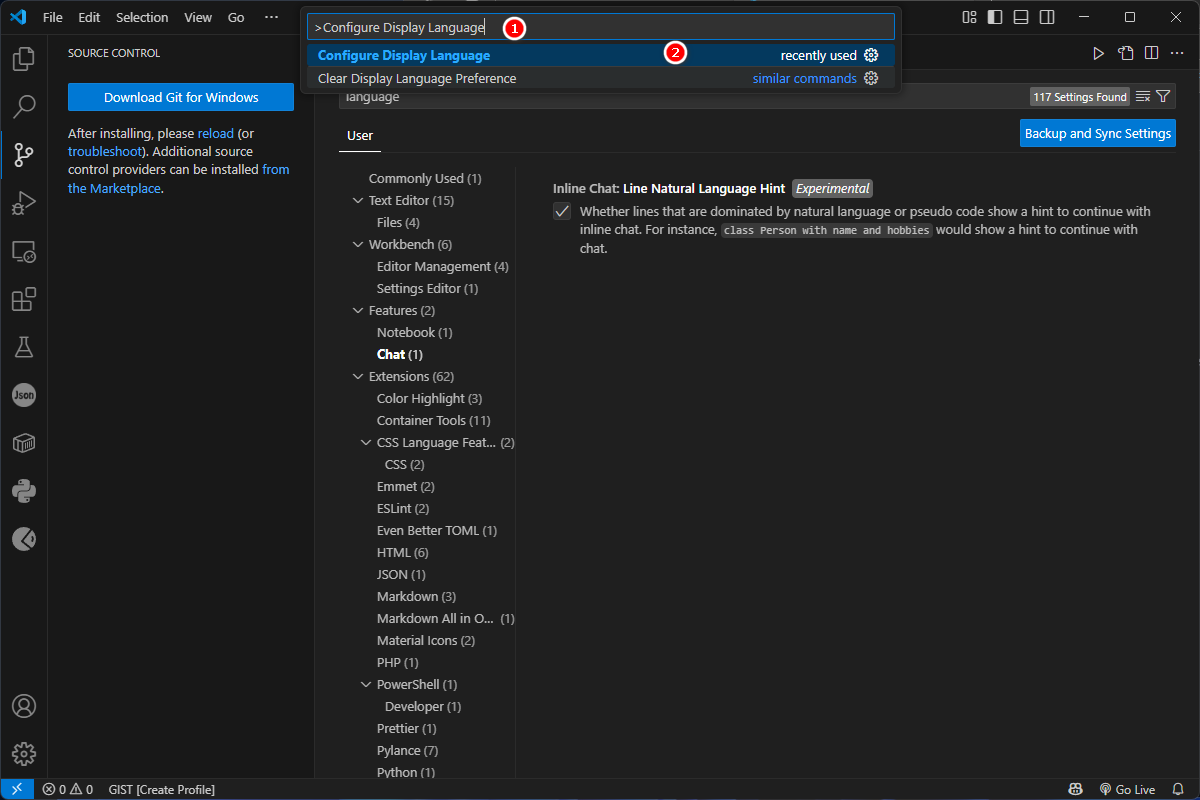 File Edit Selection View Go ···
>Configure Display Language
1
Configure Display Language
2
recently used
Clear Display Language Preference
similar commands
SOURCE CONTROL
Download Git for Windows
After installing, please reload (or
troubleshoot). Additional source
control providers can be installed from
the Marketplace.
language
117 Settings Found
User
Backup and Sync Settings
Commonly Used (1)
Text Editor (15)
Files (4)
Workbench (6)
Editor Management (4)
Settings Editor (1)
Features (2)
Notebook (1)
Chat (1)
Extensions (62)
Color Highlight (3)
Container Tools (11)
CSS Language Feat... (2)
CSS (2)
Emmet (2)
ESLint (2)
Even Better TOML (1)
HTML (6)
JSON (1)
Markdown (3)
Markdown All in O... (1)
Material Icons (2)
PHP (1)
PowerShell (1)
Developer (1)
Prettier (1)
Pylance (7)
Python (1)
Inline Chat: Line Natural Language Hint Experimental
Whether lines that are dominated by natural language or pseudo code show a hint to continue with
inline chat. For instance, class Person with name and hobbies would show a hint to continue with
chat.
Json
0 0 GIST [Create Profile]
Go Live